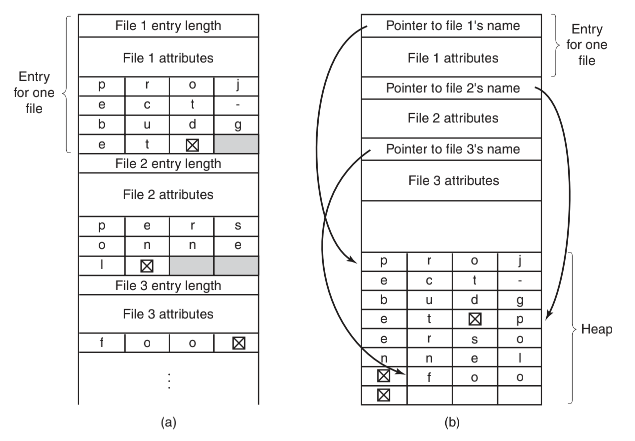 File 1 entry length
File 1 attributes
p r o j
e c t -
b u d g
e t
File 2 entry length
File 2 attributes
p e r s
o n n e
l
File 3 entry length
File 3 attributes
f o o
⋮
Entry
for one
file
(a)
Pointer to file 1's name
File 1 attributes
Pointer to file 2's name
File 2 attributes
Pointer to file 3's name
File 3 attributes
p r o j
e c t -
b u d g
e t p
e r s o
n n e l
f o o
Entry
for one
file
Heap
(b)